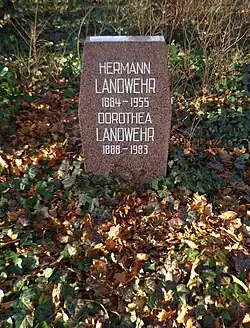 HERMANN
LANDWEHR
1884-1955
DOROTHEA
LANDWEHR
1886-1983